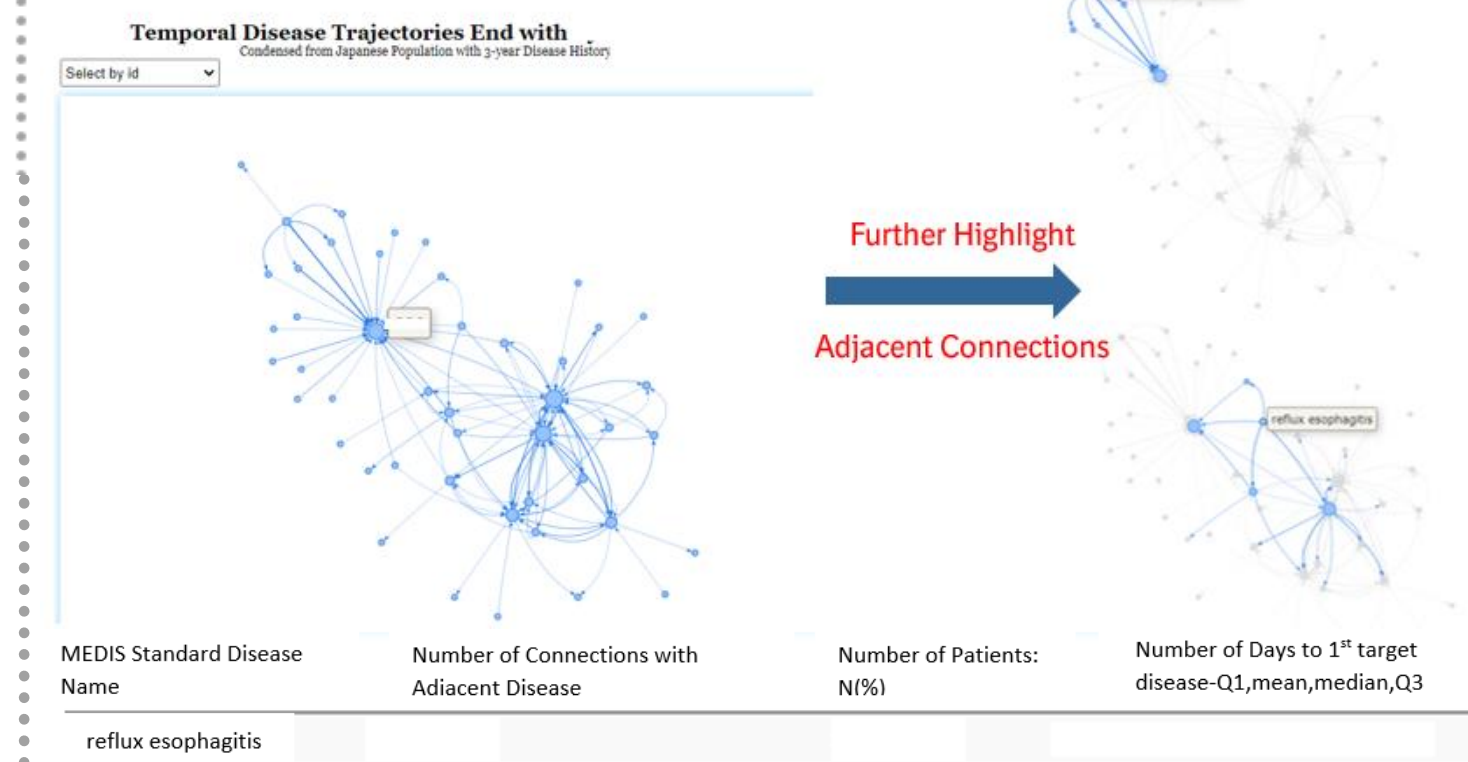 Temporal Disease Trajectories End with
Condensed from Japanese Population with 3-year Disease History
Select by id
Further Highlight
Adjacent Connections
reflux esophagitis
MEDIS Standard Disease
Name
Number of Connections with
Adiacent Disease
Number of Patients:
N(%)
Number of Days to 1st target
disease-Q1,mean,median,Q3
reflux esophagitis